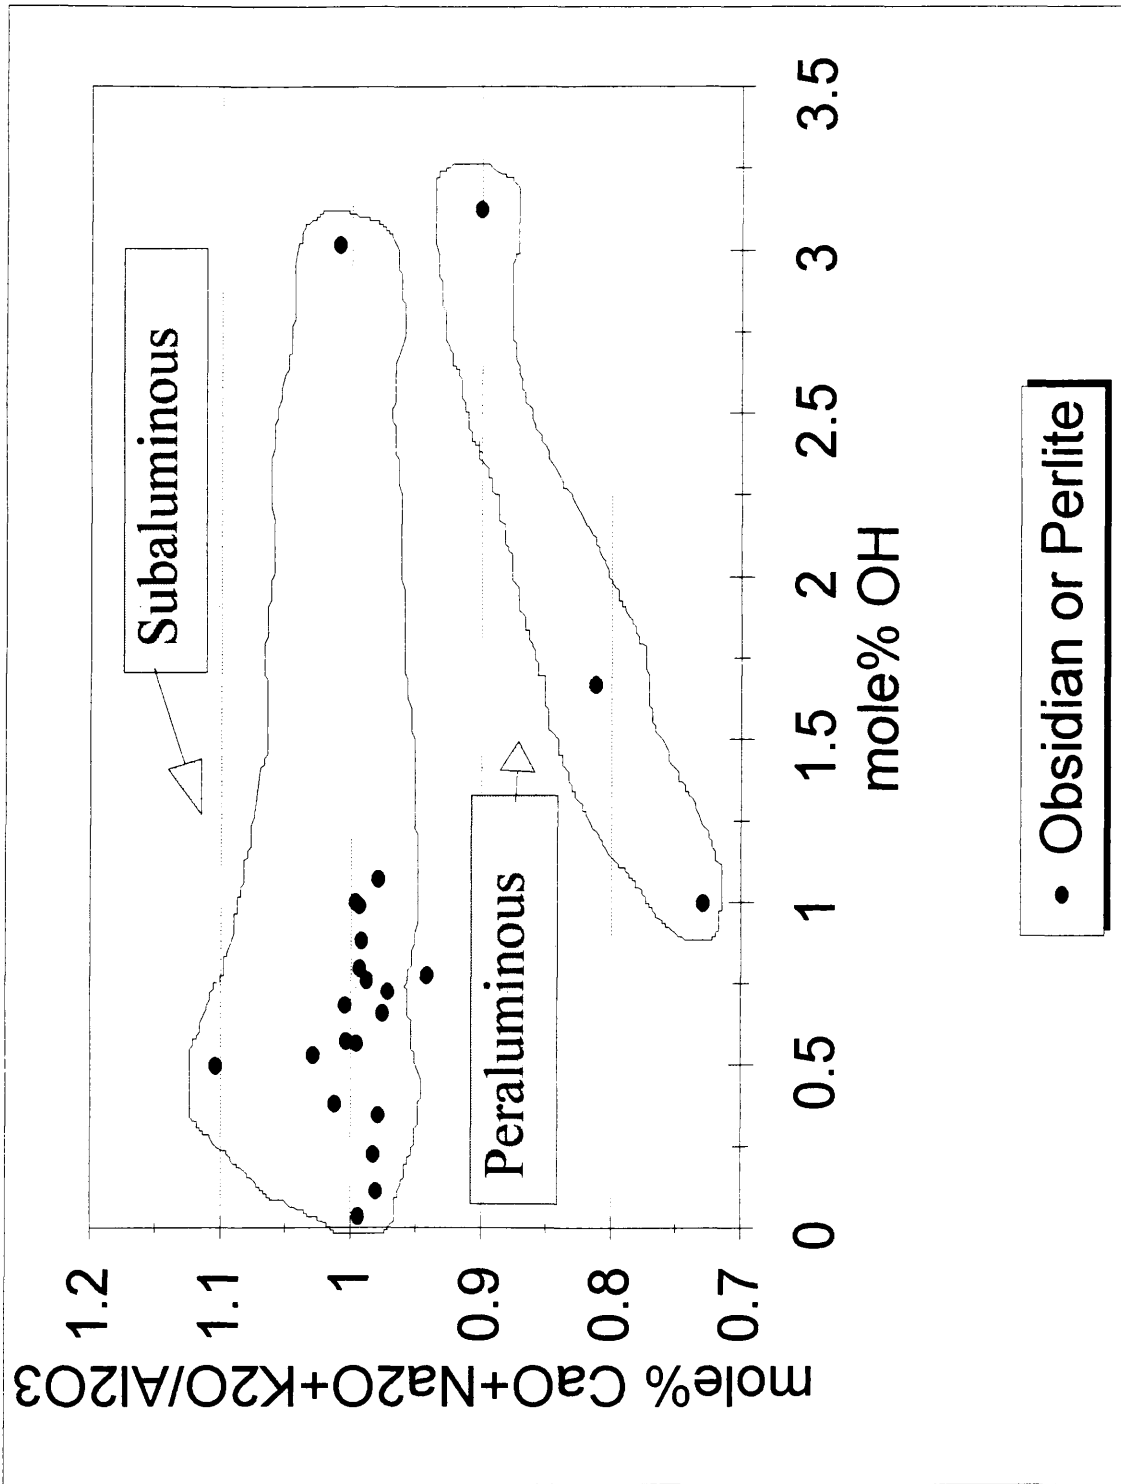 Subaluminous
Peraluminous
1.2
1.1
1
0.9
0.8
0.7
mole% CaO+Na2O+K2O/Al2O3
0
0.5
1
1.5
2
2.5
3
3.5
mole% OH
Obsidian or Perlite